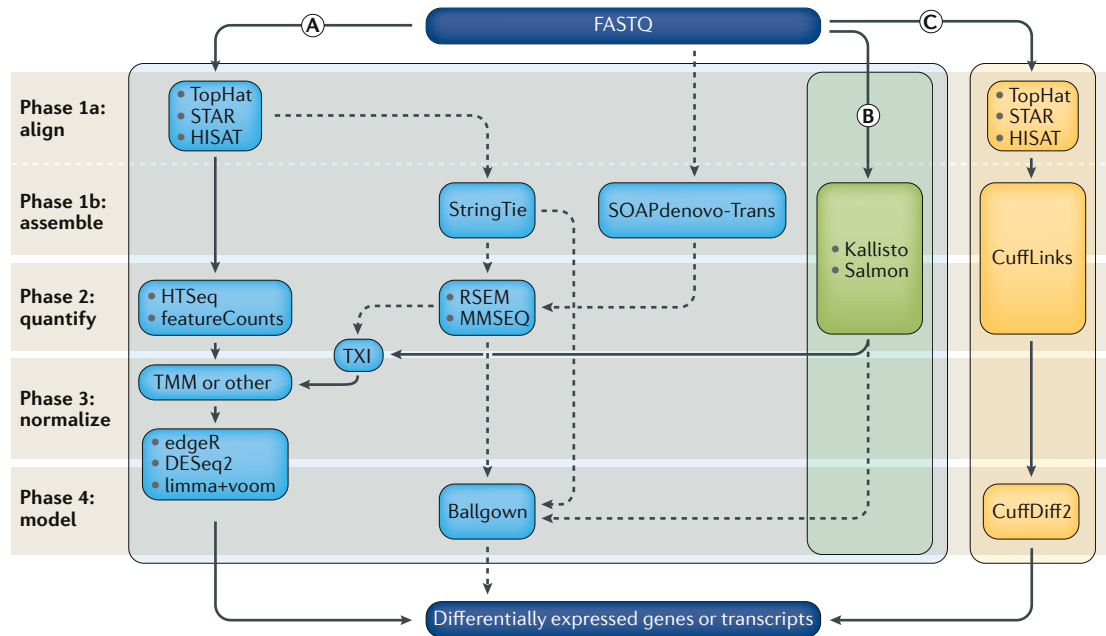 FASTQ
A
C
Phase 1a:
align
• TopHat
• STAR
• HISAT
B
• TopHat
• STAR
• HISAT
Phase 1b:
assemble
StringTie
SOAPdenovo-Trans
• Kallisto
• Salmon
CuffLinks
Phase 2:
quantify
• HTSeq
• featureCounts
• RSEM
• MMSEQ
TXI
Phase 3:
normalize
TMM or other
• edgeR
• DESeq2
• limma+voom
Phase 4:
model
Ballgown
CuffDiff2
Differentially expressed genes or transcripts